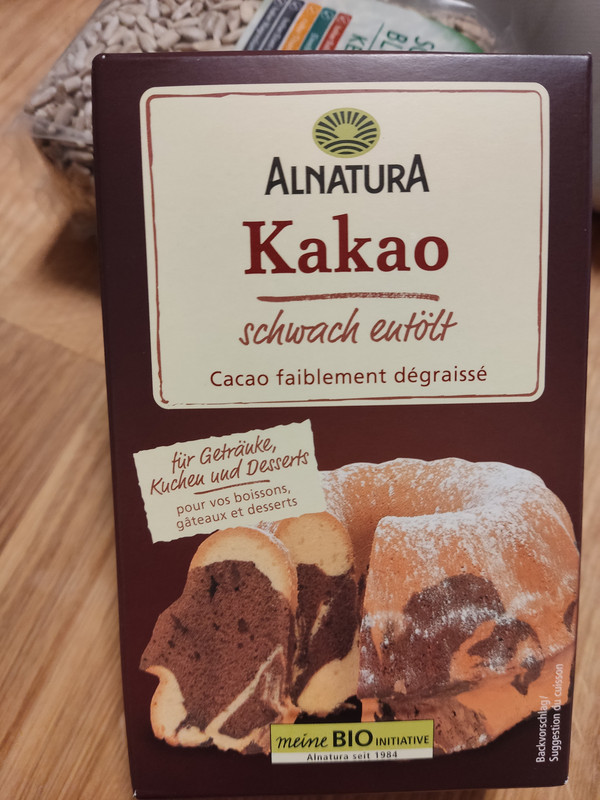 ALNATURA
Kakao
schwach entölt
Cacao faiblement dégraissé
für Getränke,
Kuchen und Desserts
pour vos boissons,
gâteaux et desserts
Backvorschlag/
Suggestion du cuisson
meine BIO INITIATIVE
Alnatura seit 1984